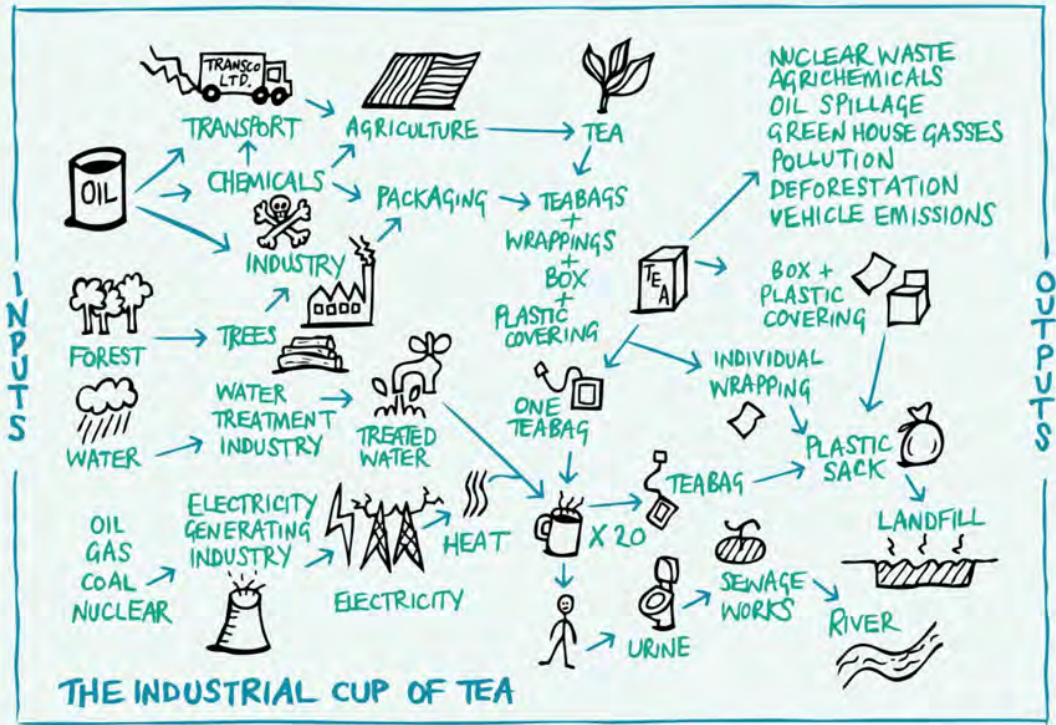 INPUTS
TRANSCO
LTD.
TRANSPORT
AGRICULTURE
TEA
OIL
CHEMICALS
PACKAGING
TEABAGS
+
WRAPPINGS
+
BOX
+
PLASTIC
COVERING
INDUSTRY
FOREST
TREES
WATER
WATER
TREATMENT
INDUSTRY
TREATED
WATER
OIL
GAS
COAL
NUCLEAR
ELECTRICITY
GENERATING
INDUSTRY
ELECTRICITY
HEAT
ONE
TEABAG
X 20
TEA
NUCLEAR WASTE
AGRICHEMICALS
OIL SPILLAGE
GREEN HOUSE GASSES
POLLUTION
DEFORESTATION
VEHICLE EMISSIONS
BOX +
PLASTIC
COVERING
INDIVIDUAL
WRAPPING
TEABAG
PLASTIC
SACK
LANDFILL
URINE
SEWAGE
WORKS
RIVER
OUTPUTS
THE INDUSTRIAL CUP OF TEA